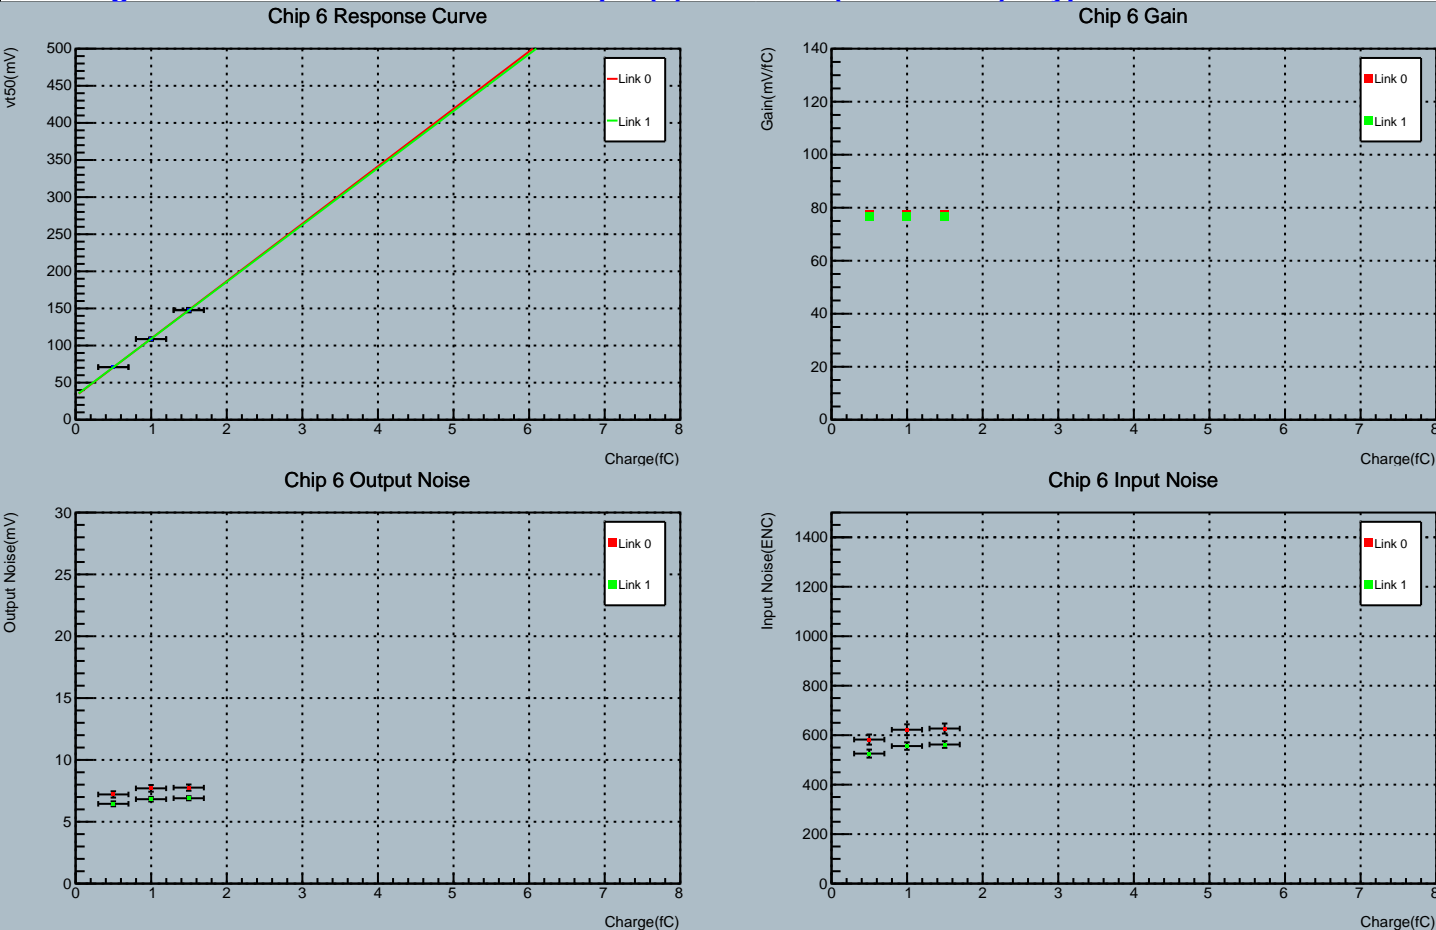 Chip 6 Response Curve
vt50(mV)
500
450
400
350
300
250
200
150
100
50
0
0 1 2 3 4 5 6 7 8
Charge(fC)
Link 0
Link 1
Chip 6 Gain
Gain(mV/fC)
140
120
100
80
60
40
20
0
0 1 2 3 4 5 6 7 8
Charge(fC)
Link 0
Link 1
Chip 6 Output Noise
Output Noise(mV)
30
25
20
15
10
5
0
0 1 2 3 4 5 6 7 8
Charge(fC)
Link 0
Link 1
Chip 6 Input Noise
Input Noise(ENC)
1400
1200
1000
800
600
400
200
0
0 1 2 3 4 5 6 7 8
Charge(fC)
Link 0
Link 1